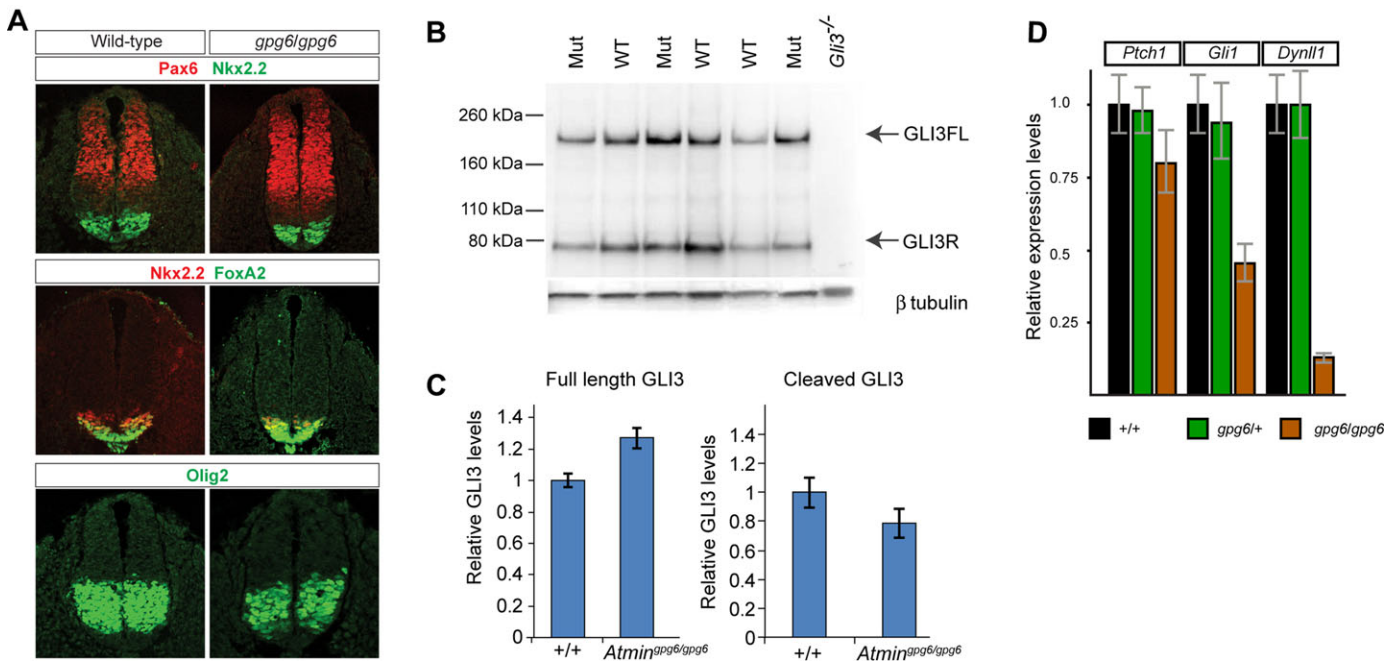 A
Wild-type gpg6/gpg6
Pax6 Nkx2.2
Nkx2.2 FoxA2
Olig2
B
Mut WT Mut WT WT Mut Gli3-/-
260 kDa
160 kDa
110 kDa
80 kDa
GLI3FL
GLI3R
β tubulin
C
Full length GLI3
Relative GLI3 levels
1.4
1.2
1
0.8
0.6
0.4
0.2
0
+/+ Atmingpg6/gpg6
Cleaved GLI3
Relative GLI3 levels
1.4
1.2
1
0.8
0.6
0.4
0.2
0
+/+ Atmingpg6/gpg6
D
Ptch1 Gli1 Dynll1
Relative expression levels
1.0
0.75
0.5
0.25
+/+ gpg6/+ gpg6/gpg6